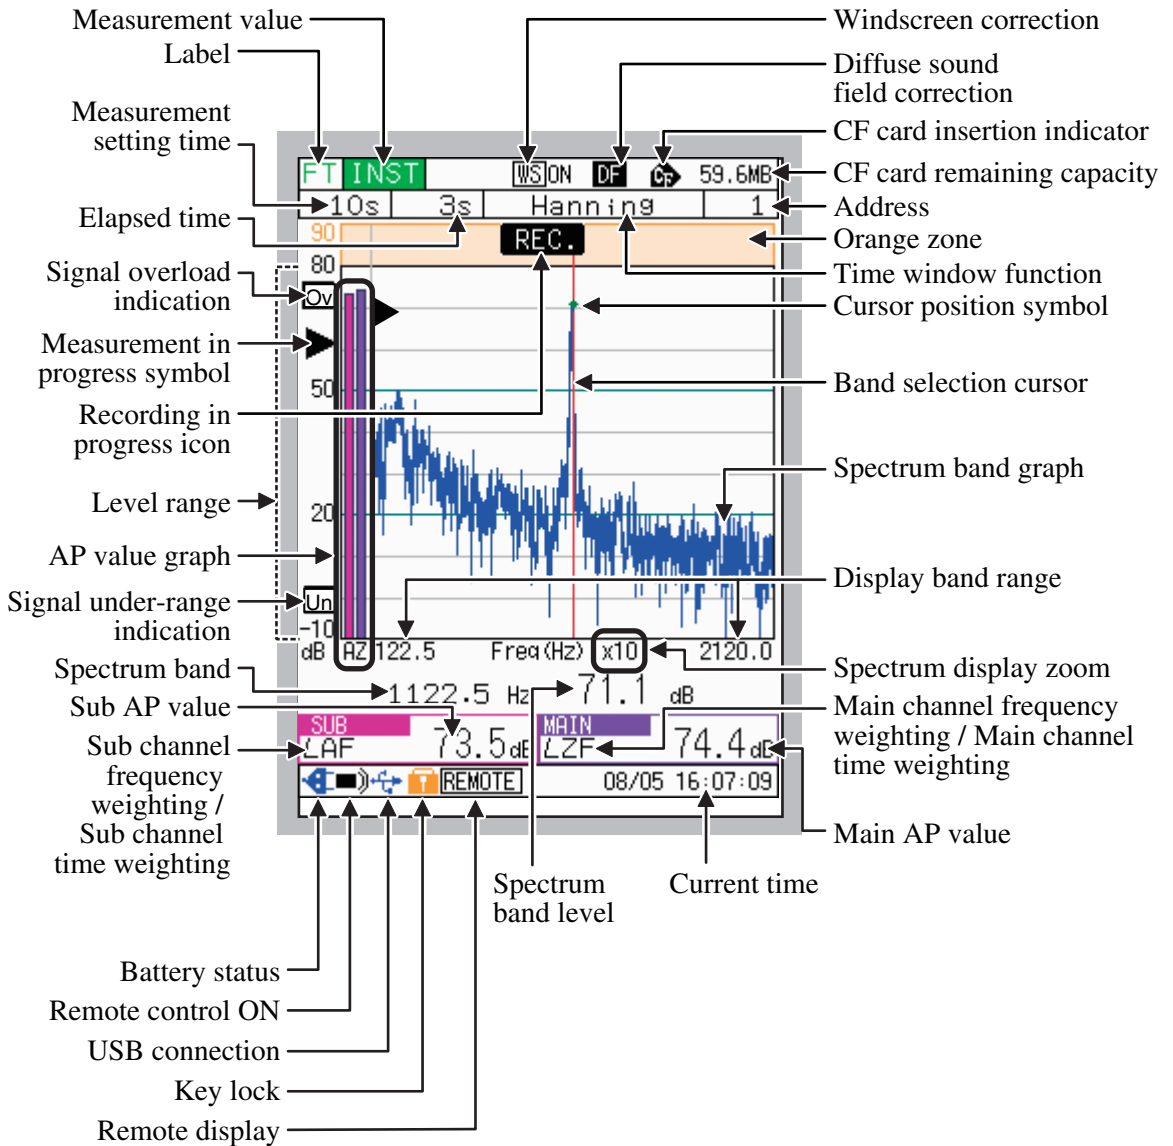 Measurement value
Label
Measurement
setting time
Elapsed time
Signal overload
indication
Measurement in
progress symbol
Recording in
progress icon
Level range
AP value graph
Signal under-range
indication
Spectrum band
Sub AP value
Sub channel
frequency
weighting /
Sub channel
time weighting
Windscreen correction
Diffuse sound
field correction
CF card insertion indicator
CF card remaining capacity
Address
Orange zone
Time window function
Cursor position symbol
Band selection cursor
Spectrum band graph
Display band range
Spectrum display zoom
Main channel frequency
weighting / Main channel
time weighting
Main AP value
FT INST WS ON DF CF 59.6MB
10s 3s Hanning 1
90
REC.
80
Ov
50
20
Un
-10
dB AZ 122.5 Freq(Hz) x10 2120.0
1122.5 Hz 71.1 dB
SUB MAIN
LAF 73.5 dB LZF 74.4 dB
REMOTE 08/05 16:07:09
Spectrum
band level
Current time
Battery status
Remote control ON
USB connection
Key lock
Remote display